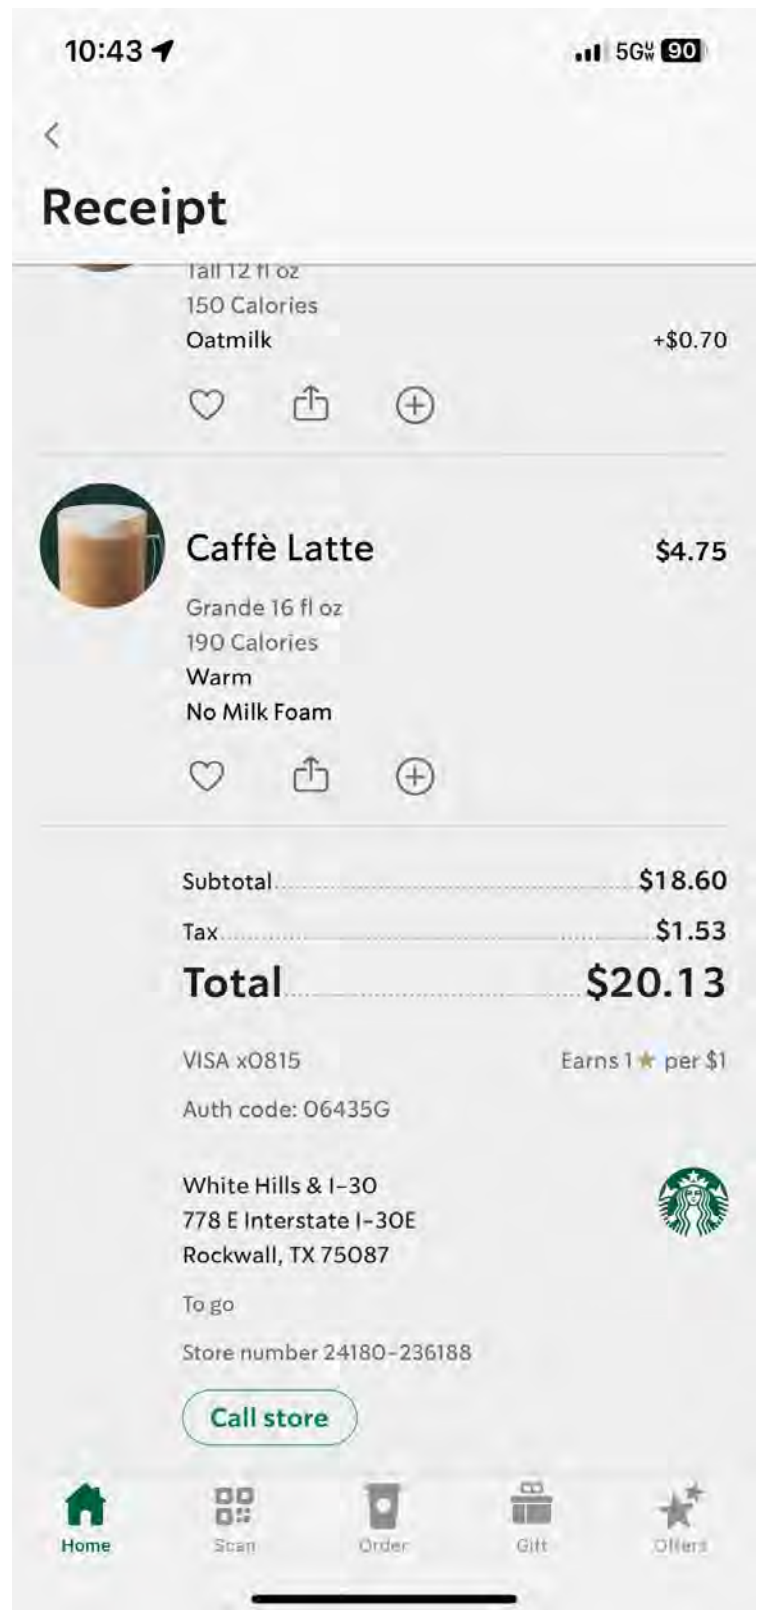 10:43
5G UW 90
Receipt
Tall 12 fl oz
150 Calories
Oatmilk +$0.70
Caffè Latte $4.75
Grande 16 fl oz
190 Calories
Warm
No Milk Foam
Subtotal $18.60
Tax $1.53
Total $20.13
VISA x0815 Earns 1★ per $1
Auth code: 06435G
White Hills & I-30
778 E Interstate I-30E
Rockwall, TX 75087
To go
Store number 24180-236188
Call store
Home Scan Order Gift Offers